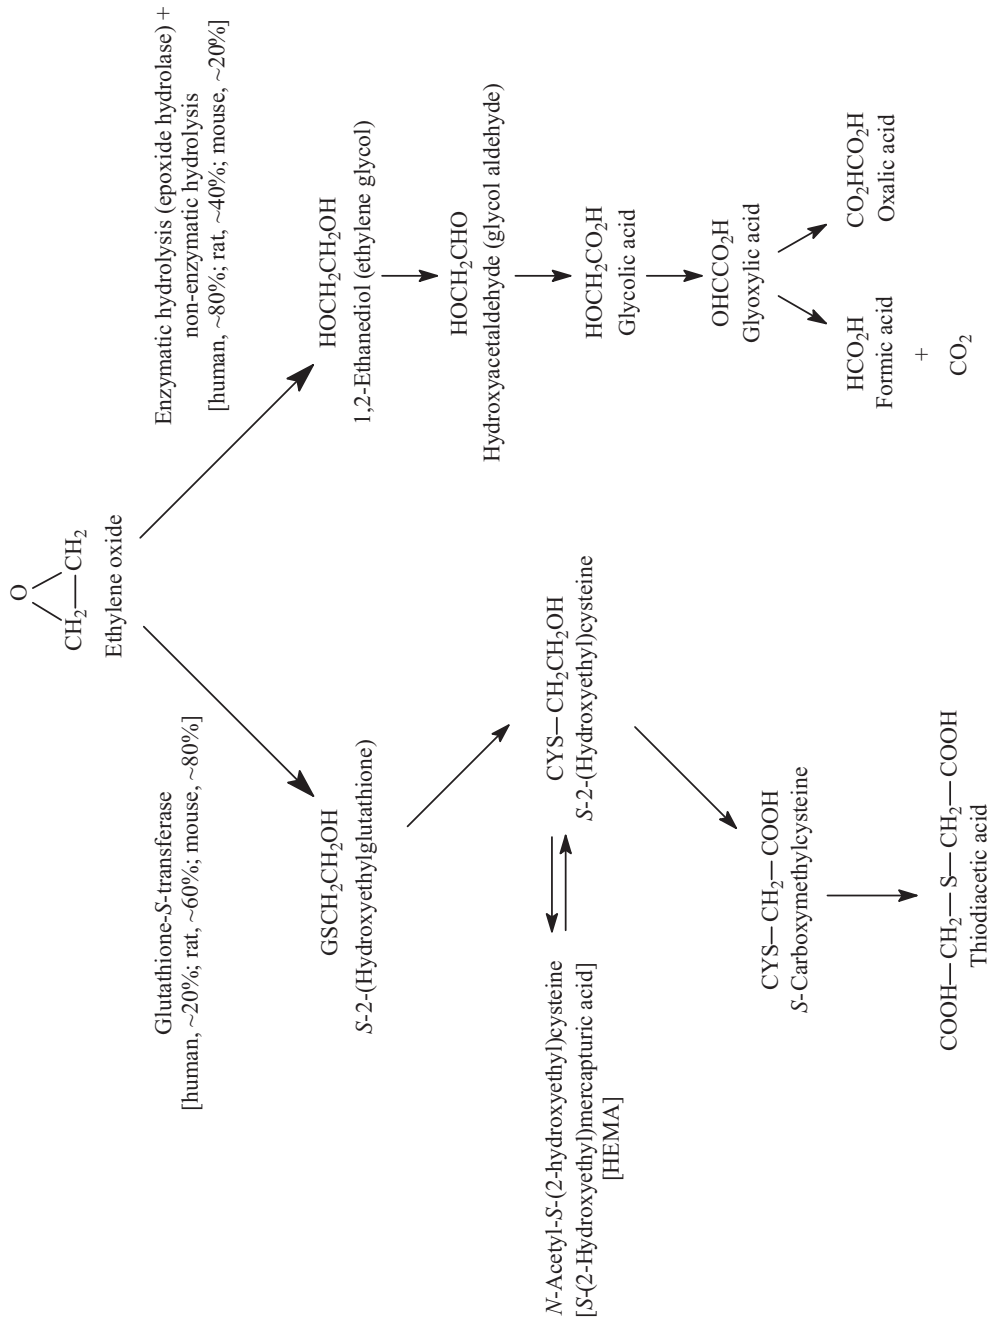 O
CH₂—CH₂
Ethylene oxide
Glutathione-S-transferase
[human, ~20%; rat, ~60%; mouse, ~80%]
Enzymatic hydrolysis (epoxide hydrolase) +
non-enzymatic hydrolysis
[human, ~80%; rat, ~40%; mouse, ~20%]
GSCH₂CH₂OH
S-2-(Hydroxyethylglutathione)
HOCH₂CH₂OH
1,2-Ethanediol (ethylene glycol)
HOCH₂CHO
Hydroxyacetaldehyde (glycol aldehyde)
N-Acetyl-S-(2-hydroxyethyl)cysteine
[S-(2-Hydroxyethyl)mercapturic acid]
[HEMA]
CYS—CH₂CH₂OH
S-2-(Hydroxyethyl)cysteine
HOCH₂CO₂H
Glycolic acid
OHCCO₂H
Glyoxylic acid
CYS—CH₂—COOH
S-Carboxymethylcysteine
HCO₂H
Formic acid
+
CO₂
CO₂HCO₂H
Oxalic acid
COOH—CH₂—S—CH₂—COOH
Thiodiacetic acid